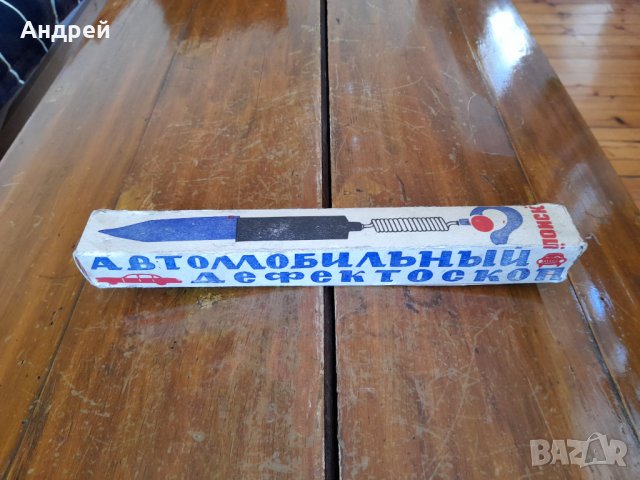 Андрей
"ПОИСК"
АВТОМОБИЛЬНЫЙ
ДЕФЕКТОСКОП
BAZAR